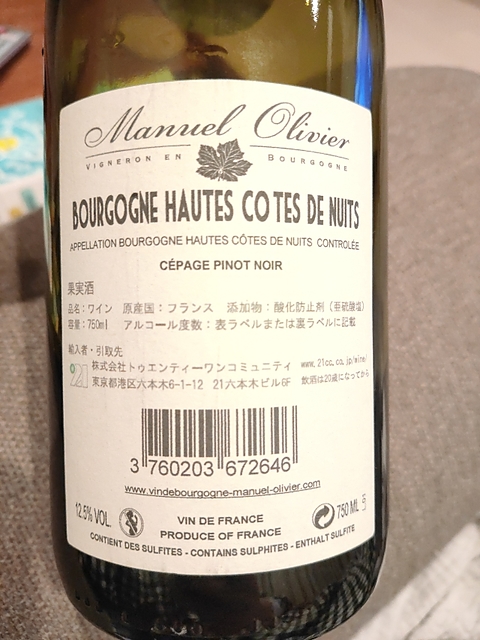 Manuel Olivier
VIGNERON EN BOURGOGNE
BOURGOGNE HAUTES COTES DE NUITS
APPELLATION BOURGOGNE HAUTES CÔTES DE NUITS CONTROLÉE
CÉPAGE PINOT NOIR
果実酒
品名：ワイン 原産国：フランス 添加物：酸化防止剤（亜硫酸塩）
容量：750ml アルコール度数：表ラベルまたは裏ラベルに記載
輸入者・引取先
株式会社トゥエンティーワンコミュニティ www.21cc.co.jp/wine/
東京都港区六本木6-1-12 21六本木ビル6F 飲酒は20歳になってから
3 760203 672646
www.vindebourgogne-manuel-olivier.com
12.5% VOL. 750 ML
VIN DE FRANCE
PRODUCE OF FRANCE
CONTIENT DES SULFITES - CONTAINS SULPHITES - ENTHALT SULFITE